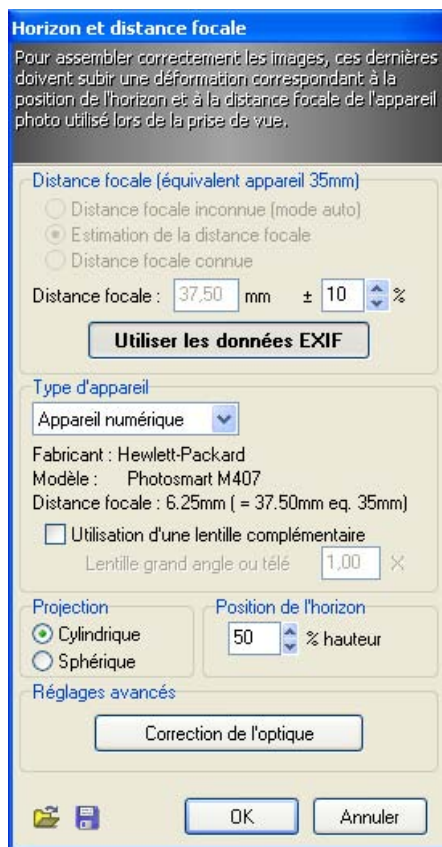 Horizon et distance focale
Pour assembler correctement les images, ces dernières
doivent subir une déformation correspondant à la
position de l'horizon et à la distance focale de l'appareil
photo utilisé lors de la prise de vue.
Distance focale (équivalent appareil 35mm)
Distance focale inconnue (mode auto)
Estimation de la distance focale
Distance focale connue
Distance focale : 37,50 mm ± 10 %
Utiliser les données EXIF
Type d'appareil
Appareil numérique
Fabricant : Hewlett-Packard
Modèle : Photosmart M407
Distance focale : 6.25mm ( = 37.50mm eq. 35mm)
Utilisation d'une lentille complémentaire
Lentille grand angle ou télé 1,00 X
Projection
Cylindrique
Sphérique
Position de l'horizon
50 % hauteur
Réglages avancés
Correction de l'optique
OK Annuler